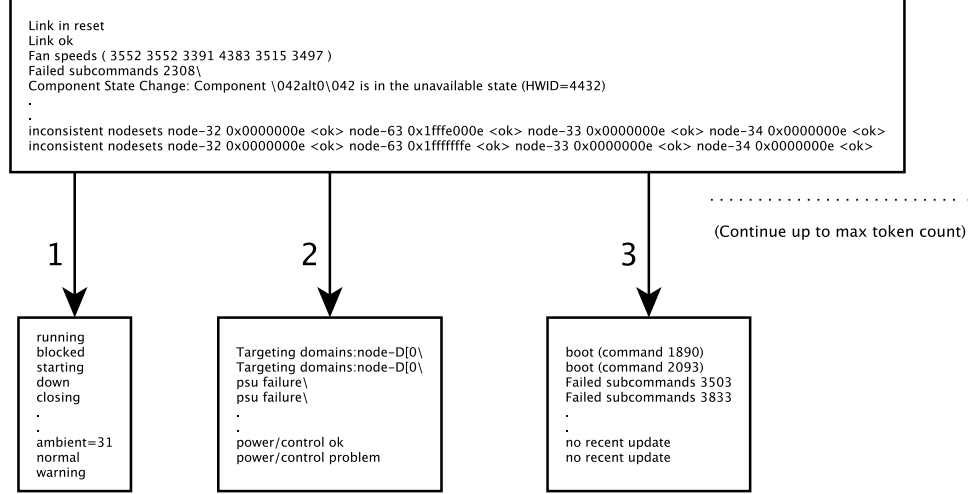 Link in reset
Link ok
Fan speeds ( 3552 3552 3391 4383 3515 3497 )
Failed subcommands 2308\
Component State Change: Component \042alt0\042 is in the unavailable state (HWID=4432)
.
.
inconsistent nodesets node-32 0x0000000e <ok> node-63 0x1fffe000e <ok> node-33 0x0000000e <ok> node-34 0x0000000e <ok>
inconsistent nodesets node-32 0x0000000e <ok> node-63 0x1fffffffe <ok> node-33 0x0000000e <ok> node-34 0x0000000e <ok>
(Continue up to max token count)
1
2
3
running
blocked
starting
down
closing
.
.
ambient=31
normal
warning
Targeting domains:node-D[0\
Targeting domains:node-D[0\
psu failure\
psu failure\
.
.
power/control ok
power/control problem
boot (command 1890)
boot (command 2093)
Failed subcommands 3503
Failed subcommands 3833
.
.
no recent update
no recent update